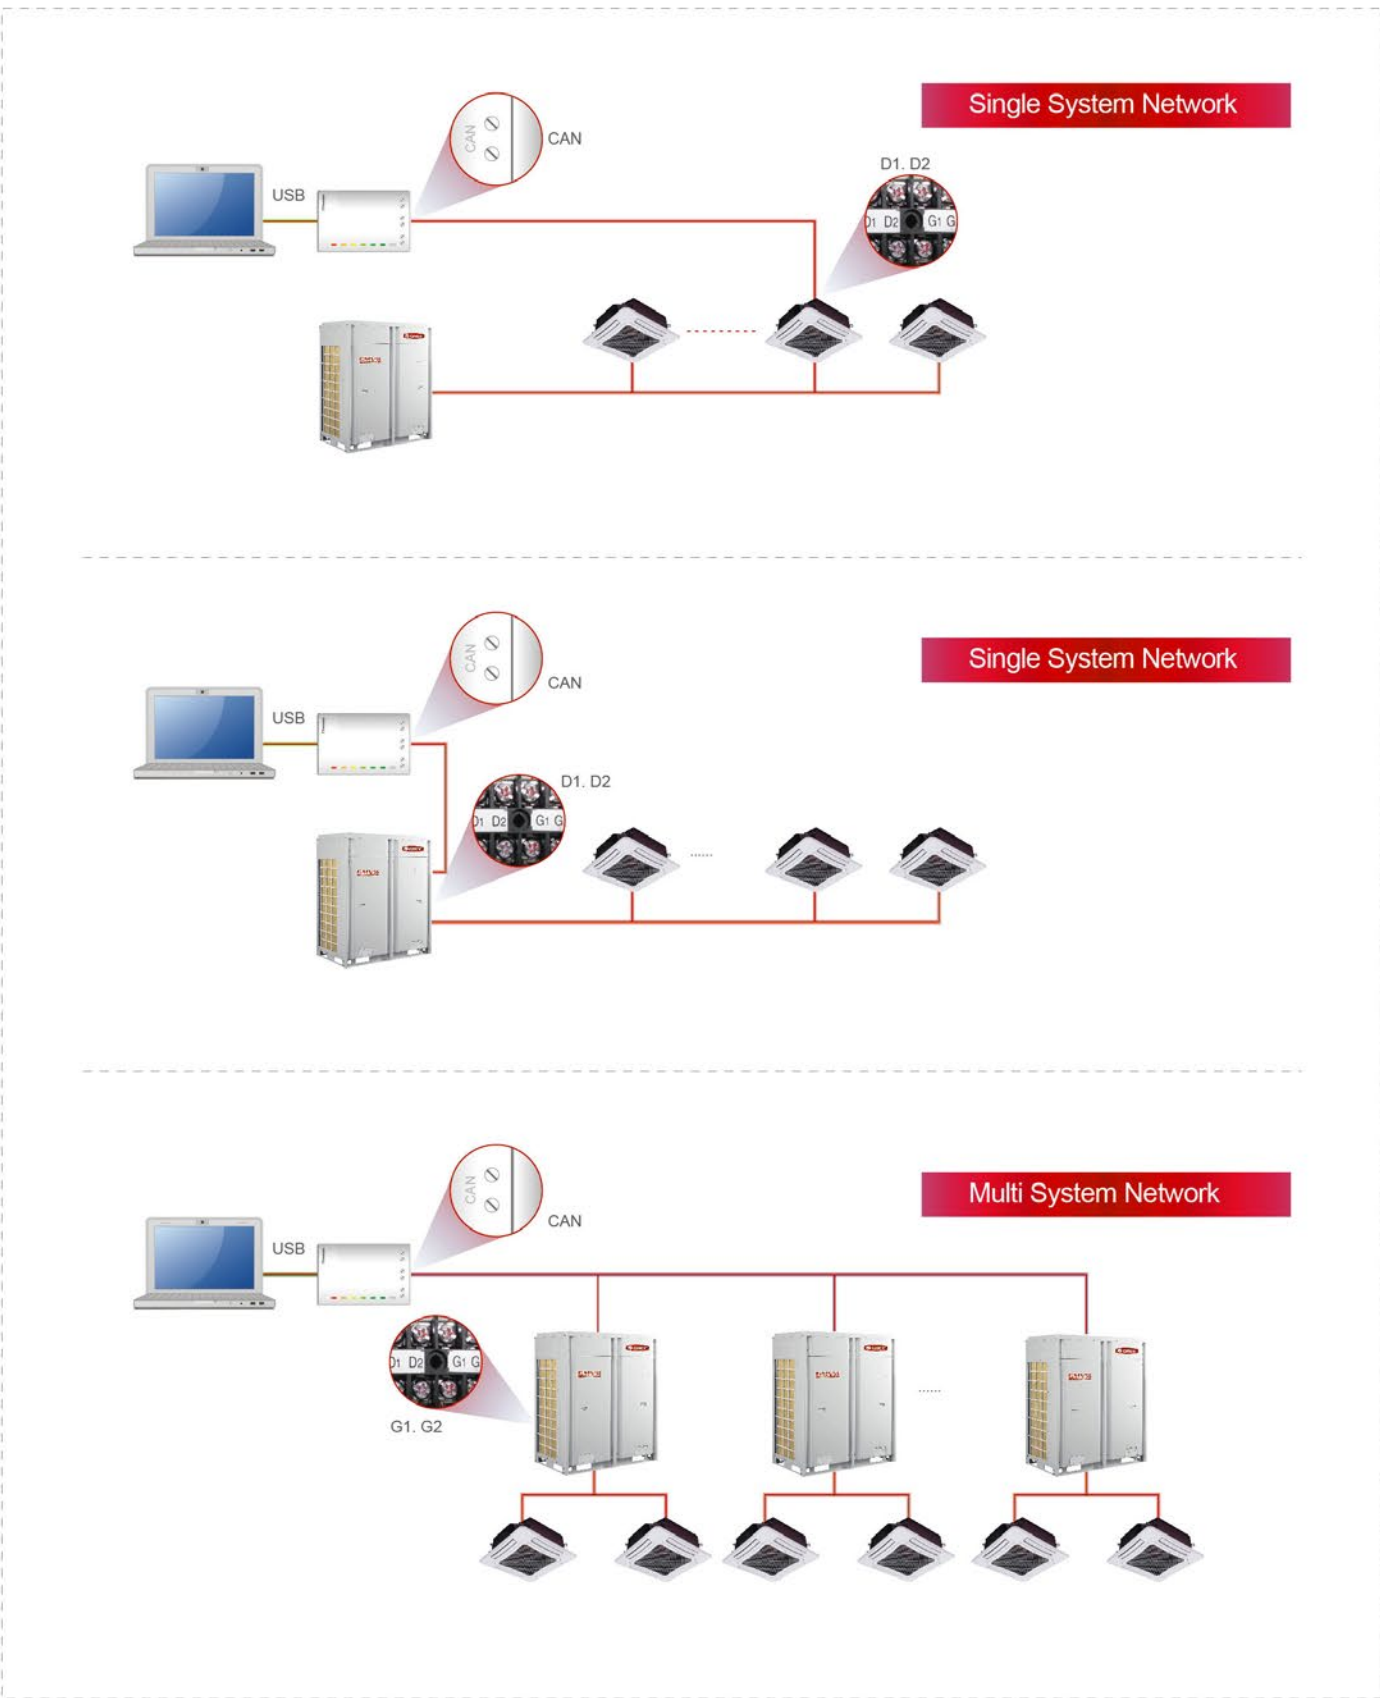 Single System Network
CAN
CAN
D1. D2
USB
D1 D2 G1 G
Single System Network
CAN
CAN
USB
D1. D2
D1 D2 G1 G
Multi System Network
CAN
CAN
USB
D1 D2 G1 G
G1. G2